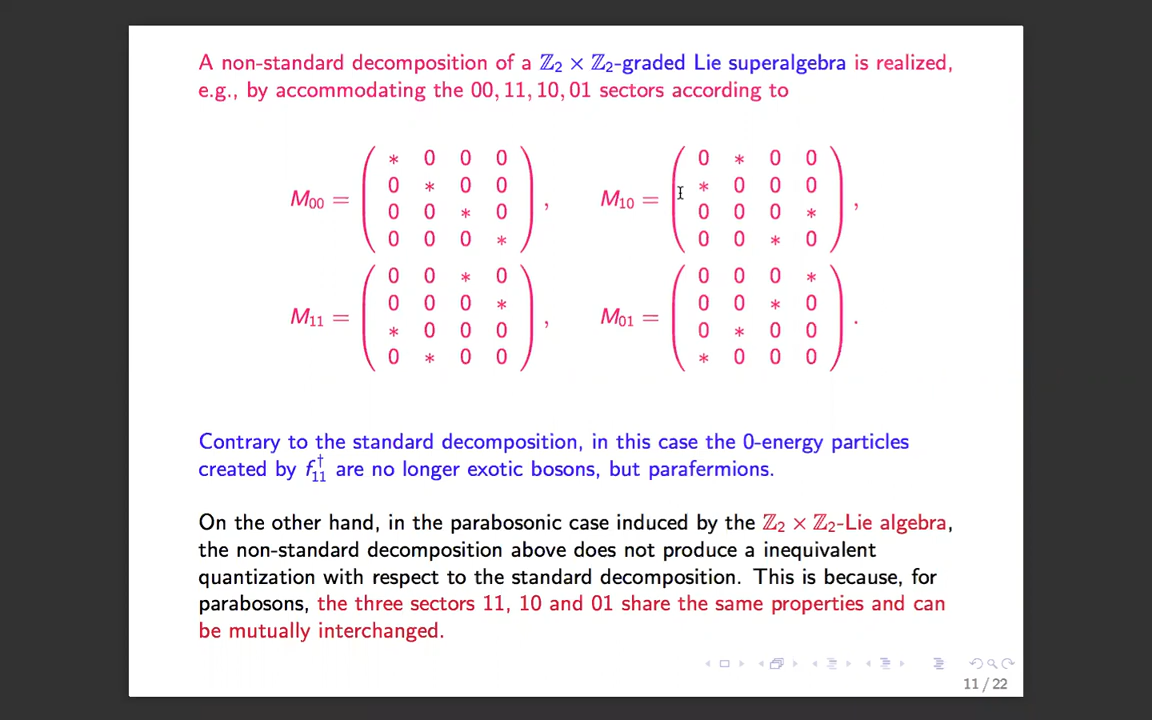 A non-standard decomposition of a ℤ₂ × ℤ₂-graded Lie superalgebra is realized,
e.g., by accommodating the 00, 11, 10, 01 sectors according to
M₀₀ = ( * 0 0 0 ; 0 * 0 0 ; 0 0 * 0 ; 0 0 0 * ) , M₁₀ = ( 0 * 0 0 ; * 0 0 0 ; 0 0 0 * ; 0 0 * 0 ) ,
M₁₁ = ( 0 0 * 0 ; 0 0 0 * ; * 0 0 0 ; 0 * 0 0 ) , M₀₁ = ( 0 0 0 * ; 0 0 * 0 ; 0 * 0 0 ; * 0 0 0 ) .
Contrary to the standard decomposition, in this case the 0-energy particles
created by f₁₁† are no longer exotic bosons, but parafermions.
On the other hand, in the parabosonic case induced by the ℤ₂ × ℤ₂-Lie algebra,
the non-standard decomposition above does not produce a inequivalent
quantization with respect to the standard decomposition. This is because, for
parabosons, the three sectors 11, 10 and 01 share the same properties and can
be mutually interchanged.
11 / 22